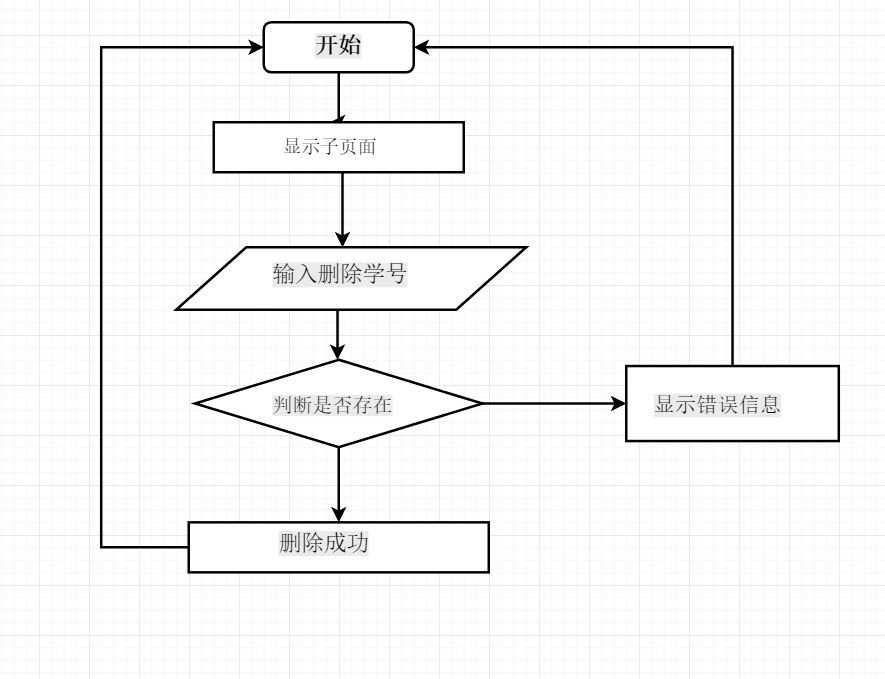 开始
显示子页面
输入删除学号
判断是否存在
显示错误信息
删除成功